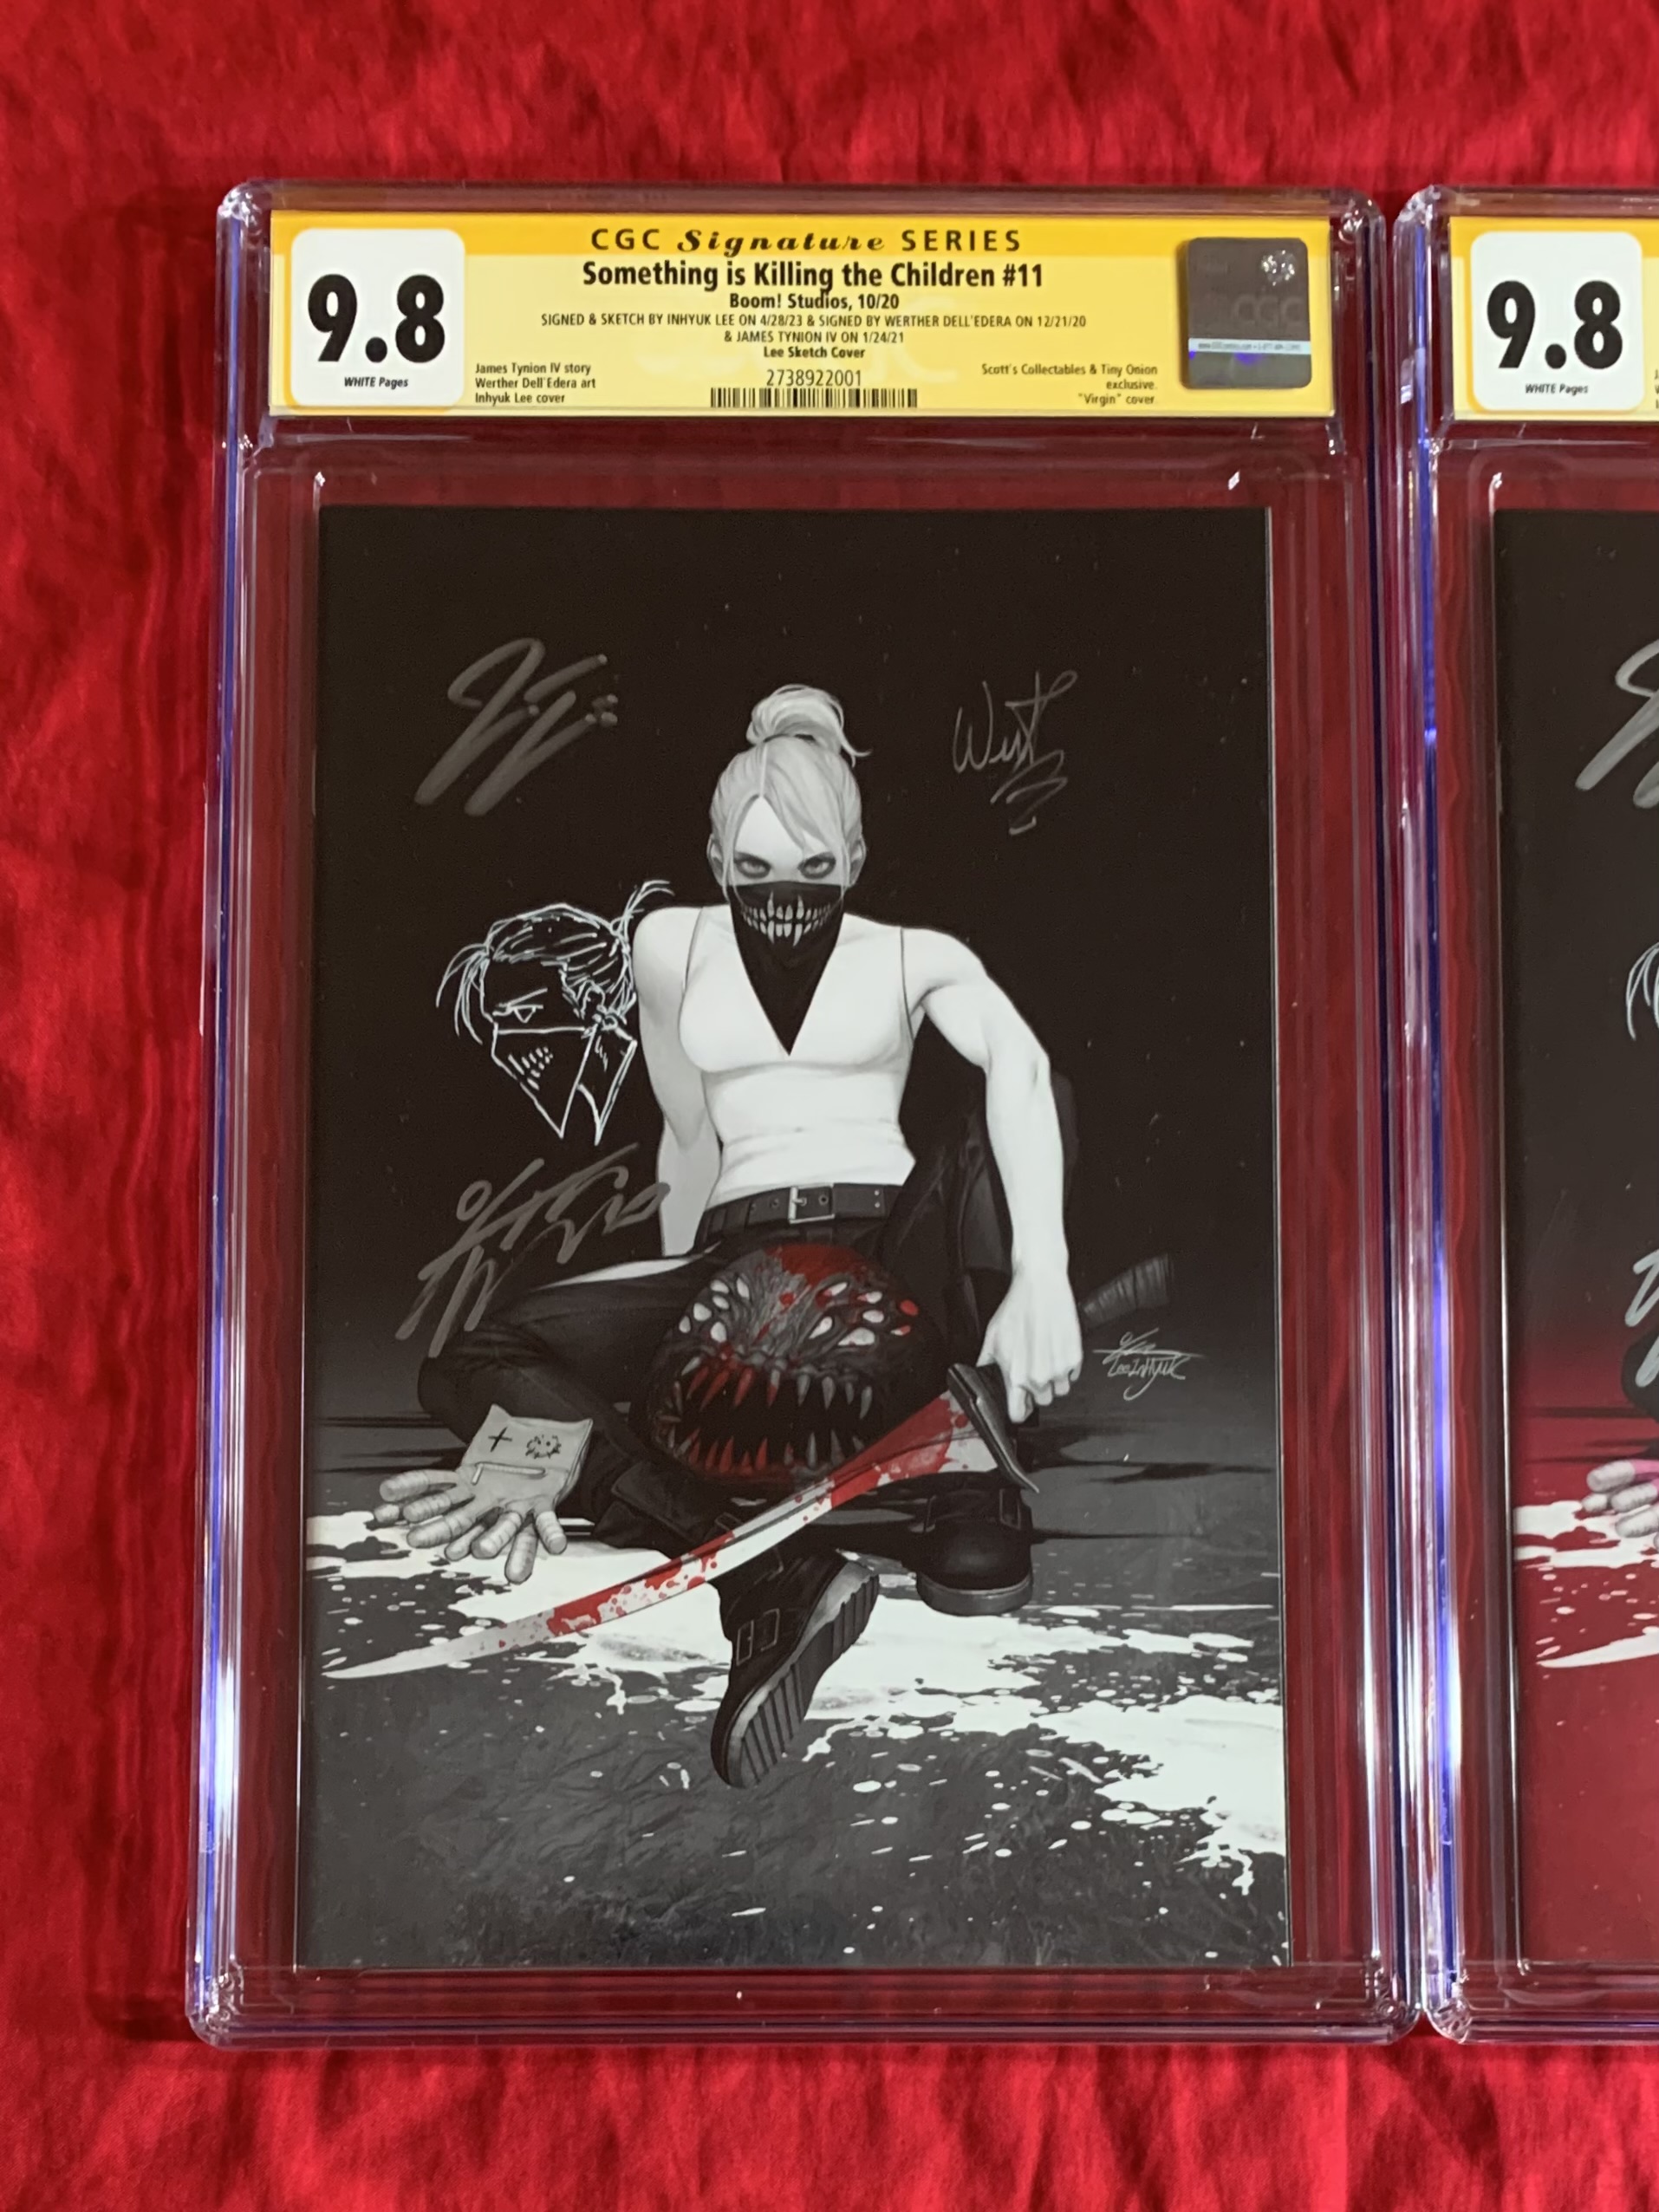 CGC Signature SERIES
Something is Killing the Children #11
Boom! Studios, 10/20
SIGNED & SKETCH BY INHYUK LEE ON 4/28/23 & SIGNED BY WERTHER DELL'EDERA ON 12/21/20
& JAMES TYNION IV ON 1/24/21
Lee Sketch Cover
9.8
WHITE Pages
James Tynion IV story
Werther Dell'Edera art
Inhyuk Lee cover
2738922001
Scott's Collectables & Tiny Onion
exclusive.
"Virgin" cover.
CGC
Wert
LeeInHyuk
9.8
WHITE Pages